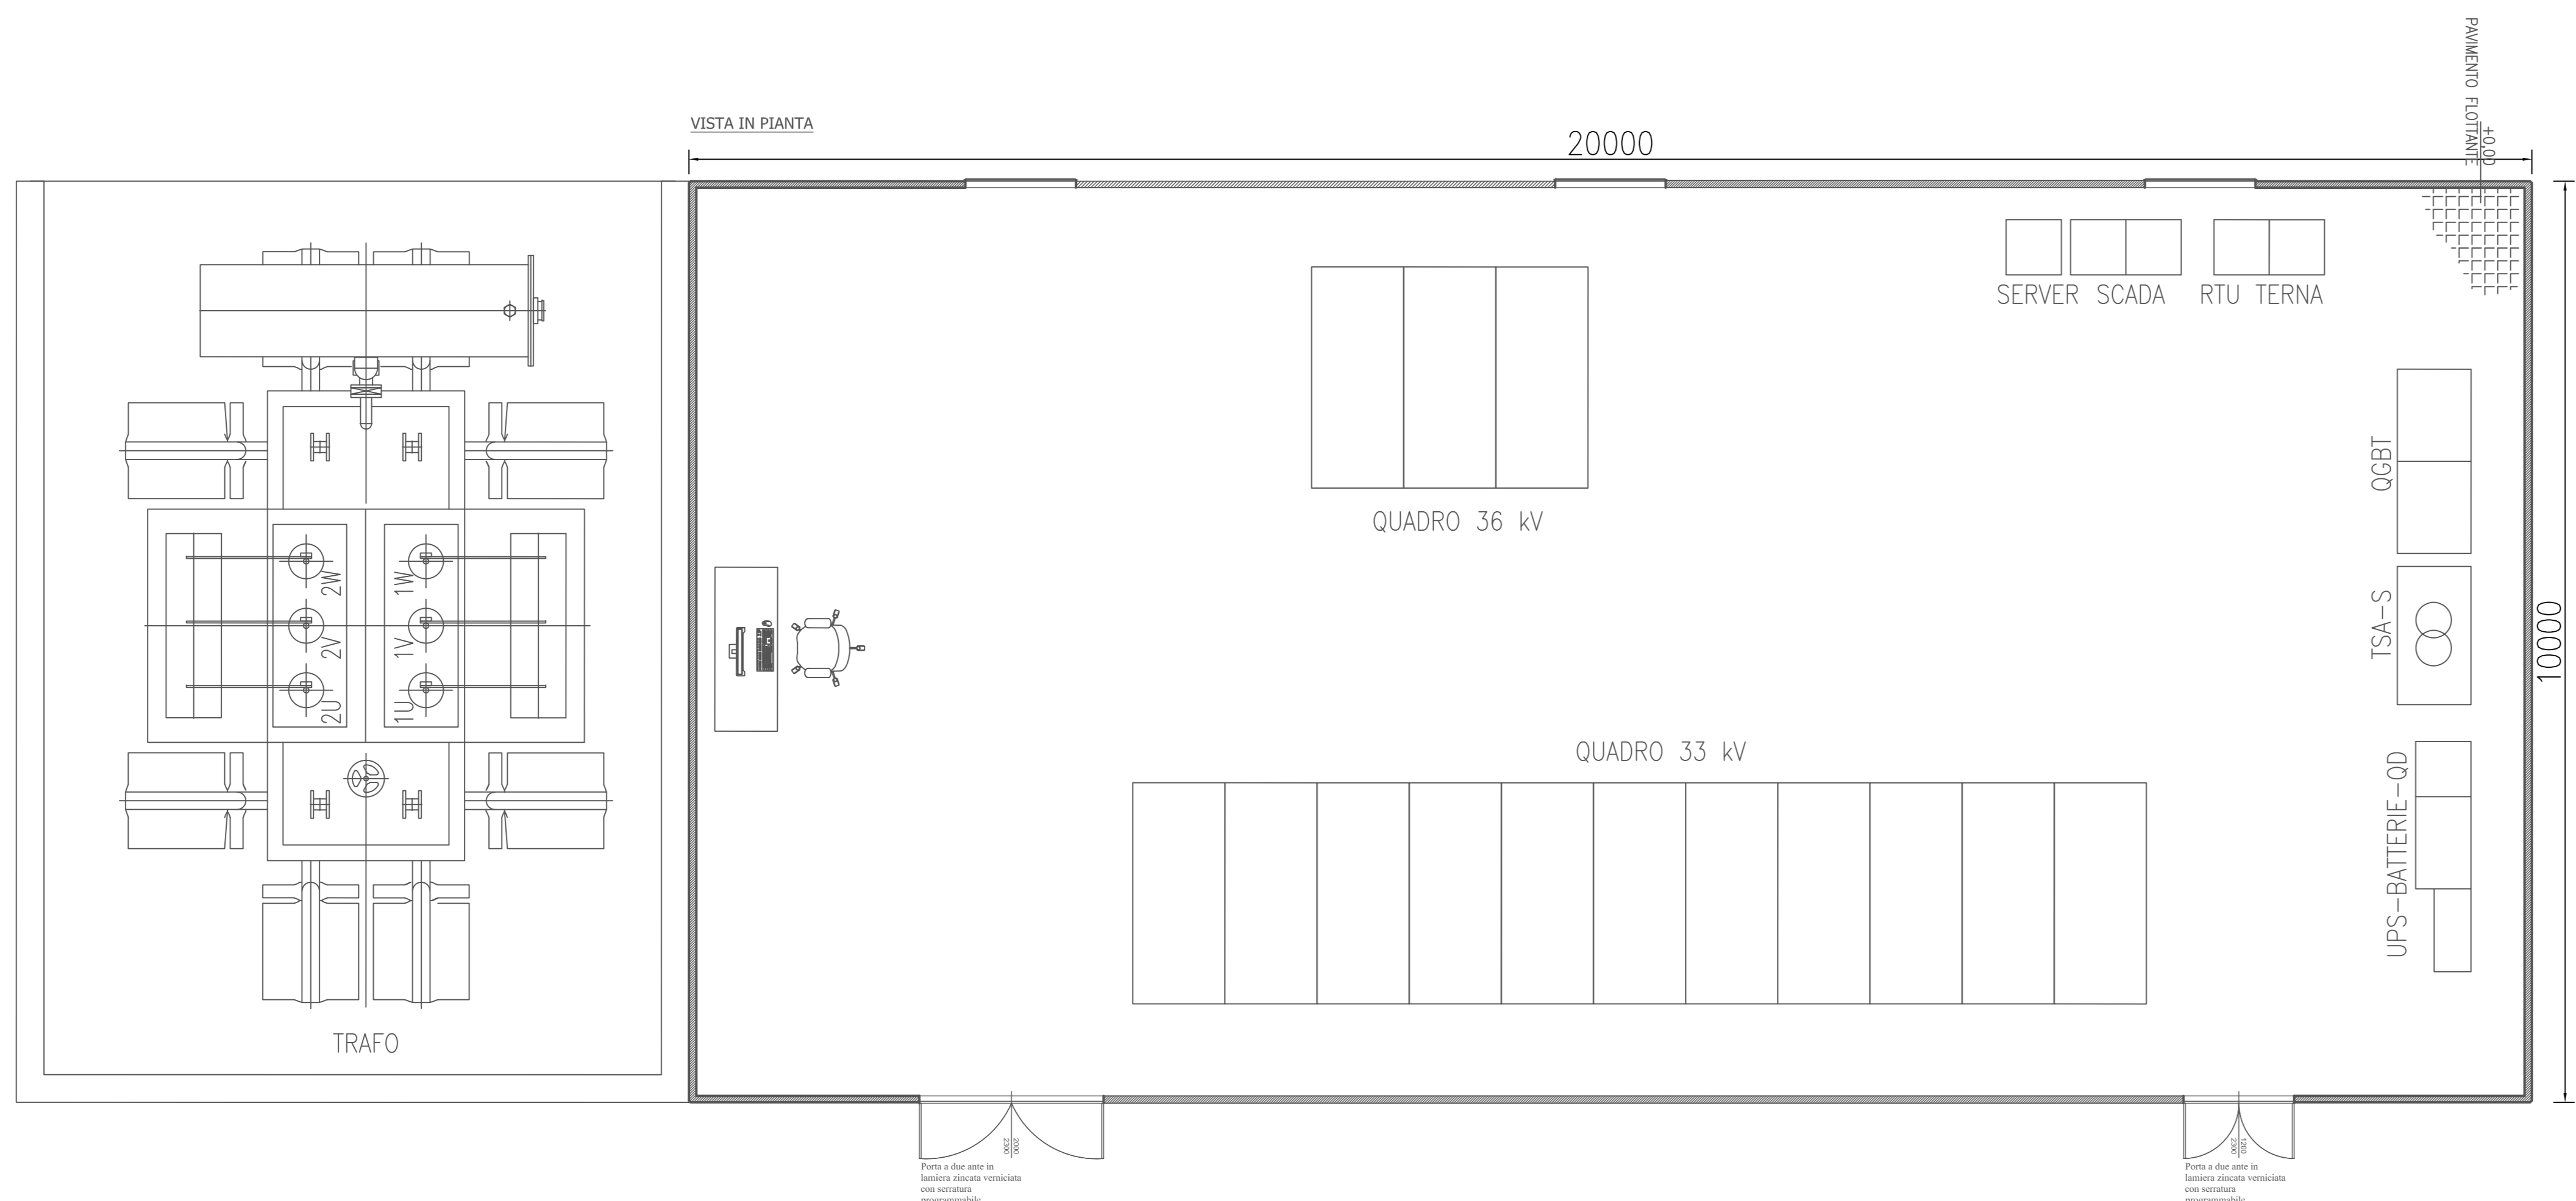 PAVIMENTO FLOTTANTE
+0,00
VISTA IN PIANTA
20000
SERVER SCADA RTU TERNA
QUADRO 36 kV
QGBT
2W
1W
TSA-S
10000
2V
1V
2U
1U
QUADRO 33 kV
UPS-BATTERIE-QD
TRAFO
2000
2300
1200
2300
Porta a due ante in
lamiera zincata verniciata
con serratura
programmabile
Porta a due ante in
lamiera zincata verniciata
con serratura
programmabile